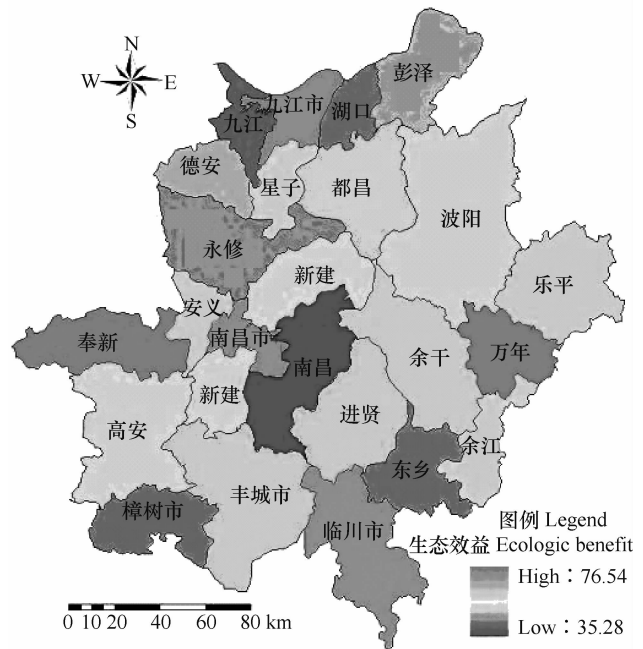 N
W E
S
彭泽
九江市
湖口
九江
德安
星子
都昌
波阳
永修
新建
乐平
安义
奉新
南昌市
南昌
余干
万年
新建
进贤
高安
余江
东乡
丰城市
樟树市
临川市
图例 Legend
生态效益 Ecologic benefit
High：76.54
Low：35.28
0 10 20 40 60 80 km